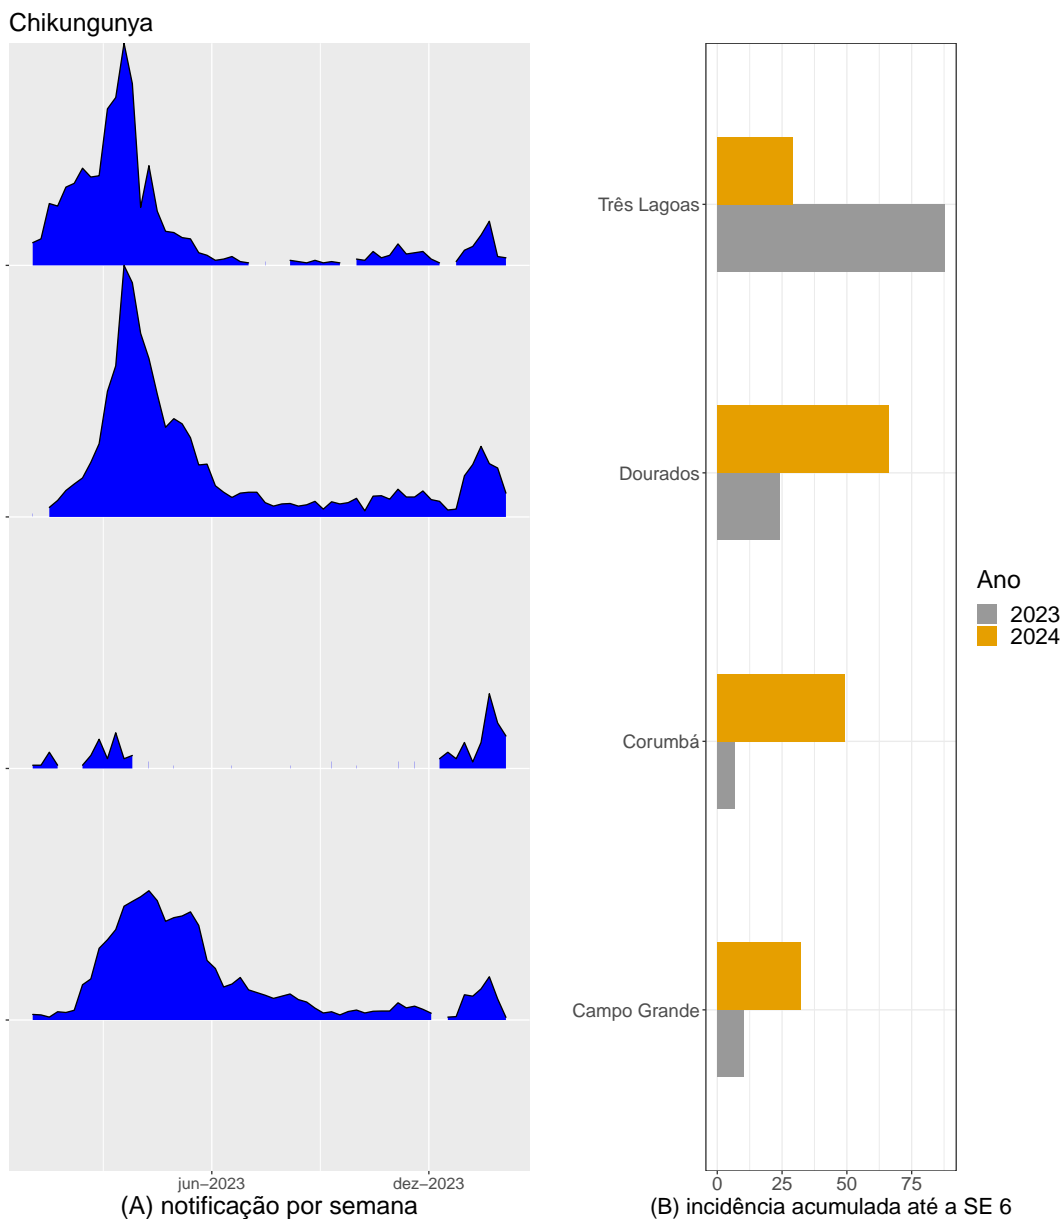 Chikungunya
jun−2023
dez−2023
(A) notificação por semana
Três Lagoas
Dourados
Corumbá
Campo Grande
0
25
50
75
(B) incidência acumulada até a SE 6
Ano
2023
2024